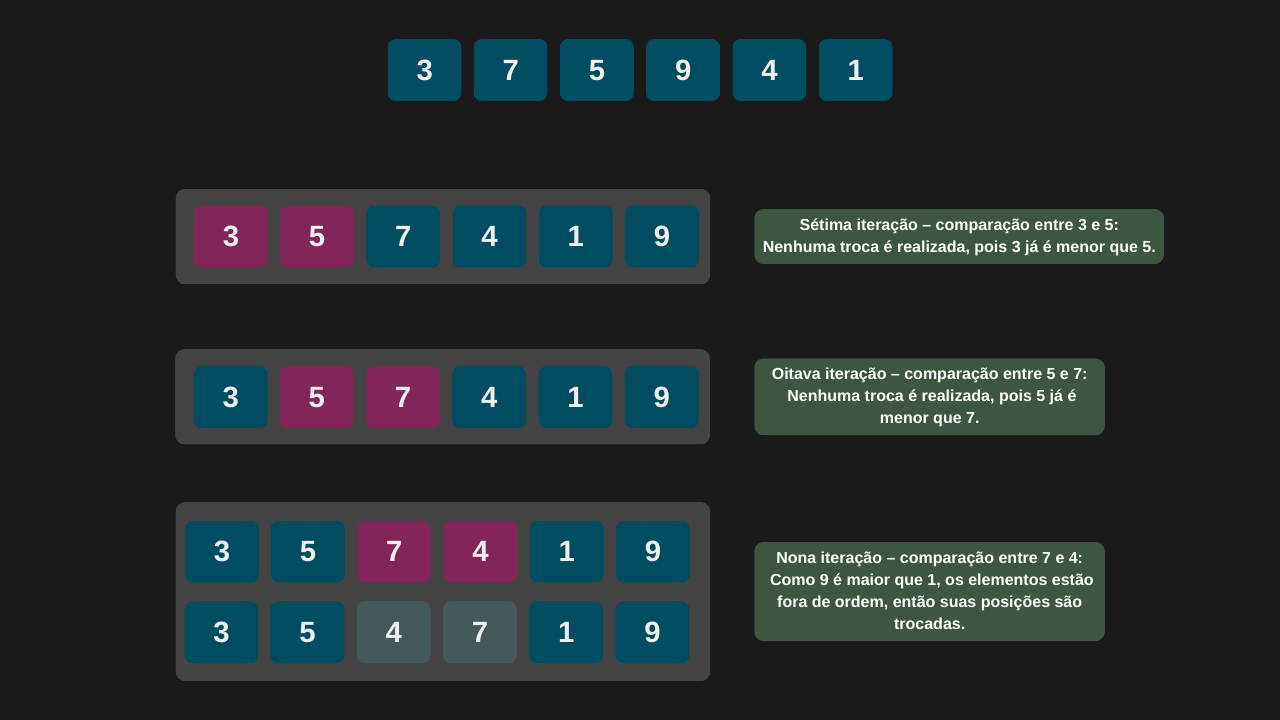 3 7 5 9 4 1
3 5 7 4 1 9
Sétima iteração – comparação entre 3 e 5:
Nenhuma troca é realizada, pois 3 já é menor que 5.
3 5 7 4 1 9
Oitava iteração – comparação entre 5 e 7:
Nenhuma troca é realizada, pois 5 já é
menor que 7.
3 5 7 4 1 9
3 5 4 7 1 9
Nona iteração – comparação entre 7 e 4:
Como 9 é maior que 1, os elementos estão
fora de ordem, então suas posições são
trocadas.